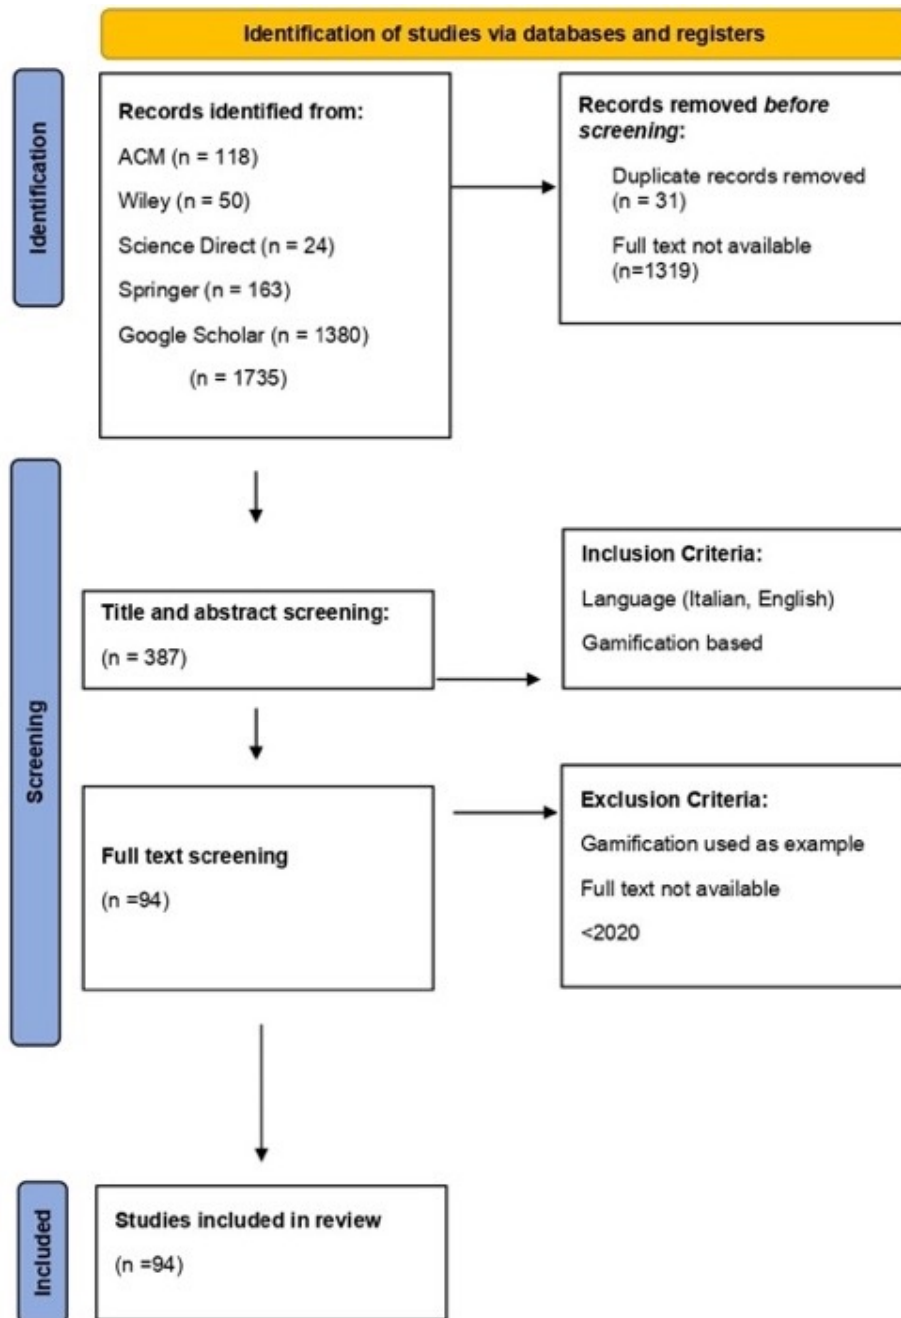 Identification of studies via databases and registers
Identification
Records identified from:
ACM (n = 118)
Wiley (n = 50)
Science Direct (n = 24)
Springer (n = 163)
Google Scholar (n = 1380)
(n = 1735)
Records removed before
screening:
Duplicate records removed
(n = 31)
Full text not available
(n=1319)
Screening
Title and abstract screening:
(n = 387)
Inclusion Criteria:
Language (Italian, English)
Gamification based
Full text screening
(n =94)
Exclusion Criteria:
Gamification used as example
Full text not available
<2020
Included
Studies included in review
(n =94)